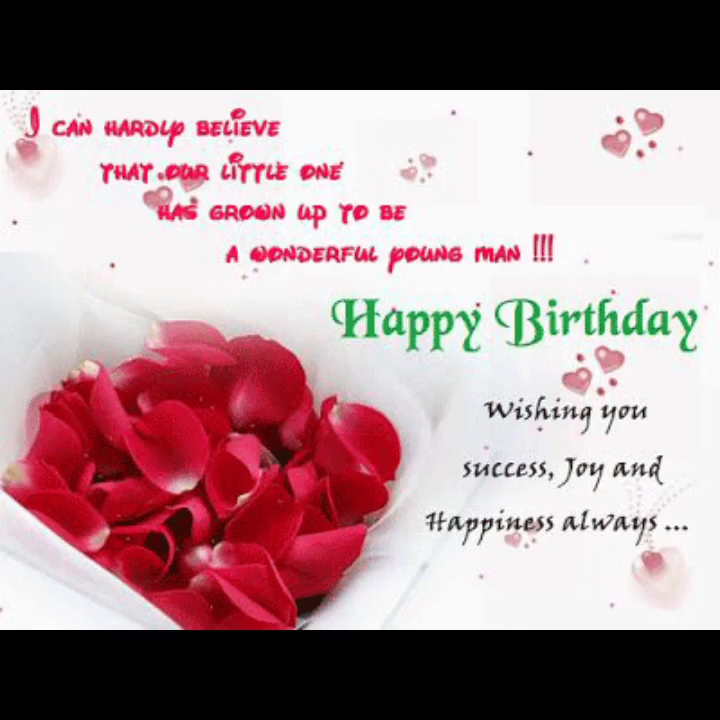 I can hardly believe
that our little one
has grown up to be
a wonderful young man !!!
Happy Birthday
Wishing you
success, Joy and
Happiness always ...